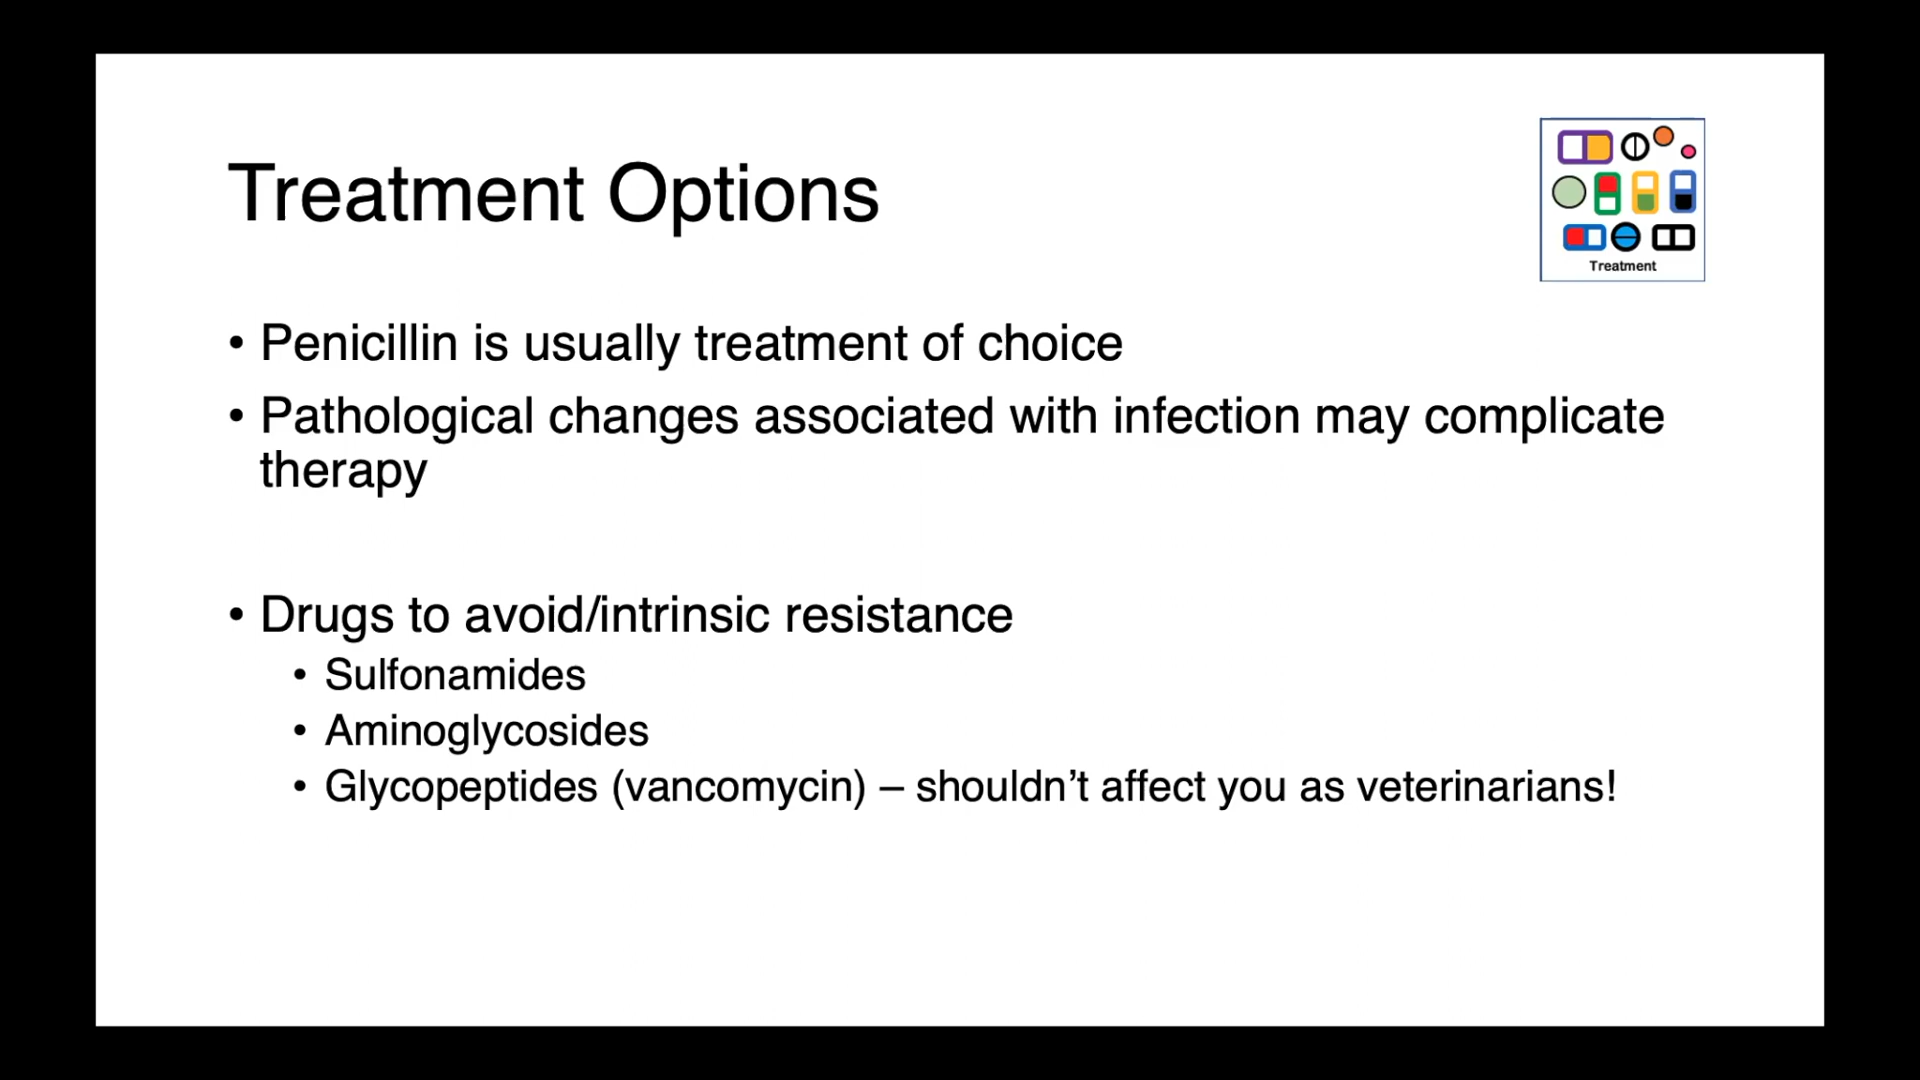 Treatment Options
Treatment
• Penicillin is usually treatment of choice
• Pathological changes associated with infection may complicate
therapy
• Drugs to avoid/intrinsic resistance
• Sulfonamides
• Aminoglycosides
• Glycopeptides (vancomycin) – shouldn’t affect you as veterinarians!